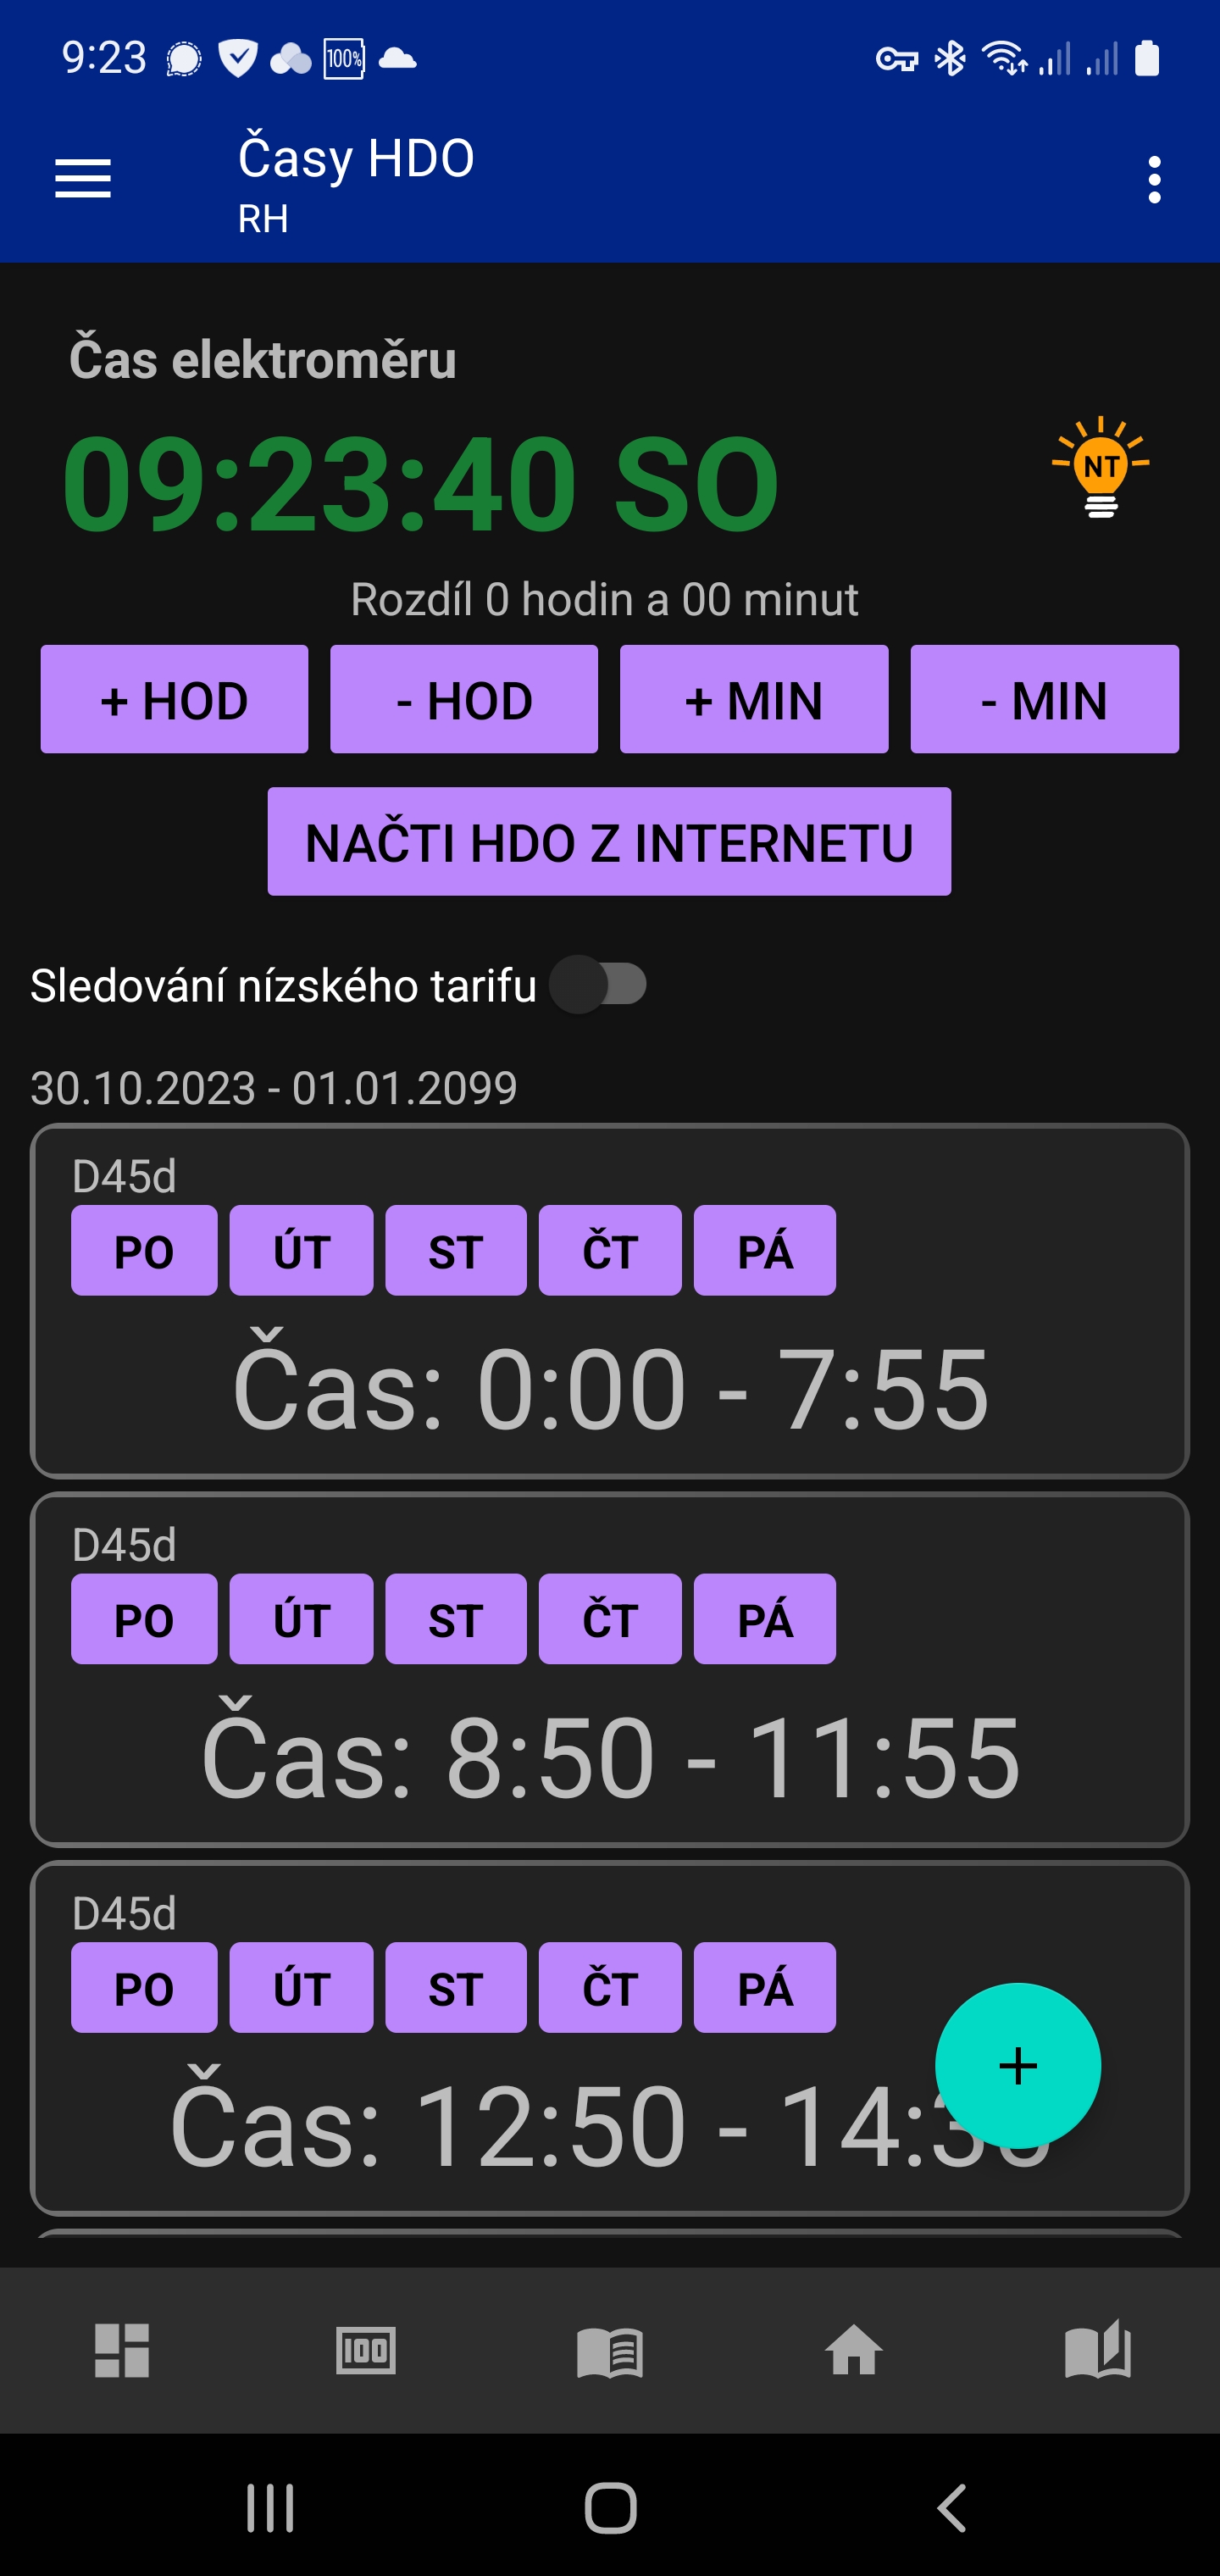 9:23 100%
Časy HDO
RH
Čas elektroměru
09:23:40 SO
NT
Rozdíl 0 hodin a 00 minut
+ HOD - HOD + MIN - MIN
NAČTI HDO Z INTERNETU
Sledování nízského tarifu
30.10.2023 - 01.01.2099
D45d
PO ÚT ST ČT PÁ
Čas: 0:00 - 7:55
D45d
PO ÚT ST ČT PÁ
Čas: 8:50 - 11:55
D45d
PO ÚT ST ČT PÁ
+
Čas: 12:50 -
100